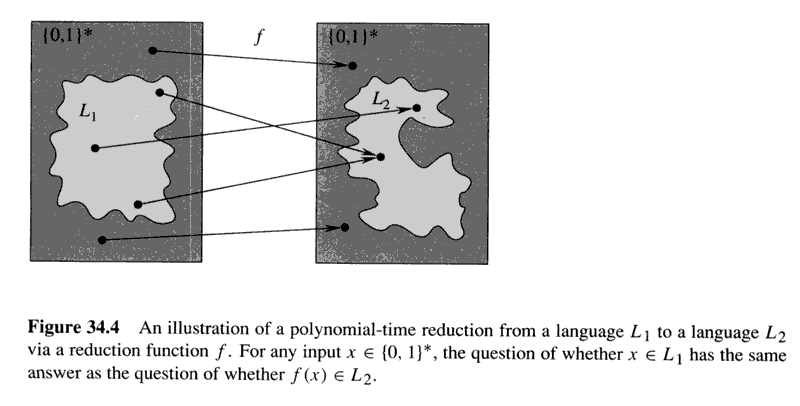 {0,1}* f {0,1}*
L₁ L₂
Figure 34.4 An illustration of a polynomial-time reduction from a language L₁ to a language L₂
via a reduction function f. For any input x ∈ {0, 1}*, the question of whether x ∈ L₁ has the same
answer as the question of whether f(x) ∈ L₂.